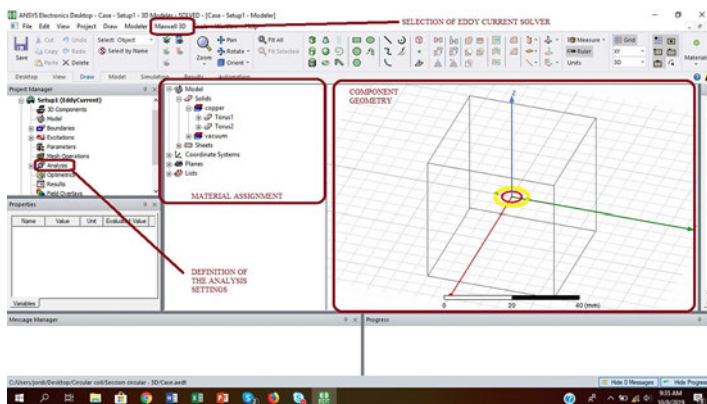 ANSYS Electronics Desktop - Case - Setup1 - 3D Modeler - SOLVED - [Case - Setup1 - Modeler]
SELECTION OF EDDY CURRENT SOLVER
File Edit View Project Draw Modeler Maxwell 3D Window Help
Save
Cut Undo Select: Object
Copy Redo Select by Name
Paste Delete
Zoom
Pan
Rotate
Orient
Fit All
Fit Selected
Measure
Ruler
Units
Grid
XY
3D
Material
Desktop View Draw Model Simulation Results Automation
Project Manager
Setup1 (EddyCurrent)
3D Components
Model
Boundaries
Excitations
Parameters
Mesh Operations
Analysis
Optimetrics
Results
Field Overlays
Model
Solids
copper
Torus1
Torus2
vacuum
Sheets
Coordinate Systems
Planes
Lists
MATERIAL ASSIGNMENT
COMPONENT
GEOMETRY
Z
0 20 40 (mm)
Properties
Name Value Unit Evaluated Value
Variables
DEFINITION OF
THE ANALYSIS
SETTINGS
Message Manager
Progress
C:/Users/jordi/Desktop/Circular coil/Section circular - 3D/Case.aedt
Hide 0 Messages Hide Progress
9:35 AM
10/8/2019